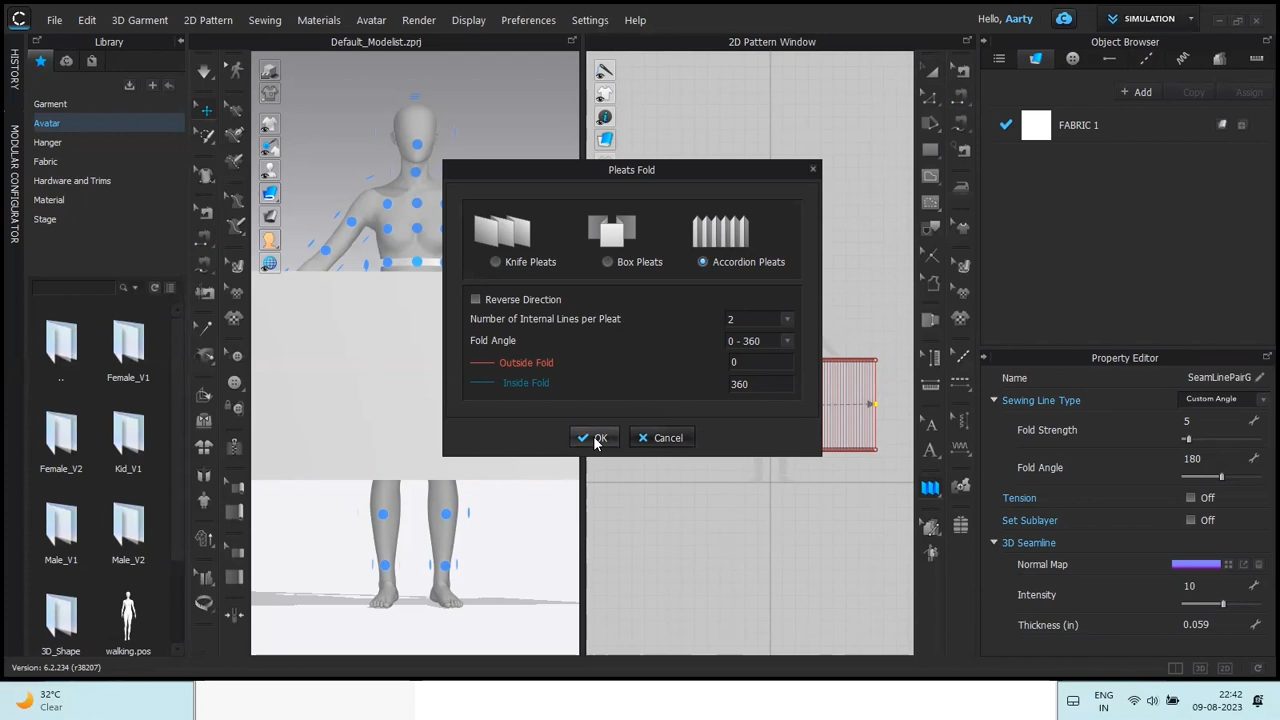 File Edit 3D Garment 2D Pattern Sewing Materials Avatar Render Display Preferences Settings Help Hello, Aarty SIMULATION
Library Default_Modelist.zprj 2D Pattern Window Object Browser
HISTORY
MODULAR CONFIGURATOR
Garment
Avatar
Hanger
Fabric
Hardware and Trims
Material
Stage
..
Female_V1
Female_V2
Kid_V1
Male_V1
Male_V2
3D_Shape
walking.pos
Pleats Fold
Knife Pleats Box Pleats Accordion Pleats
Reverse Direction
Number of Internal Lines per Pleat 2
Fold Angle 0 - 360
Outside Fold 0
Inside Fold 360
OK Cancel
Add Copy Assign
FABRIC 1
Property Editor
Name SeamLinePairG
Sewing Line Type Custom Angle
Fold Strength 5
Fold Angle 180
Tension Off
Set Sublayer Off
3D Seamline
Normal Map
Intensity 10
Thickness (in) 0.059
Version: 6.2.234 (r38207) 3D 2D
32°C
Clear
ENG
IN
22:42
09-08-2023